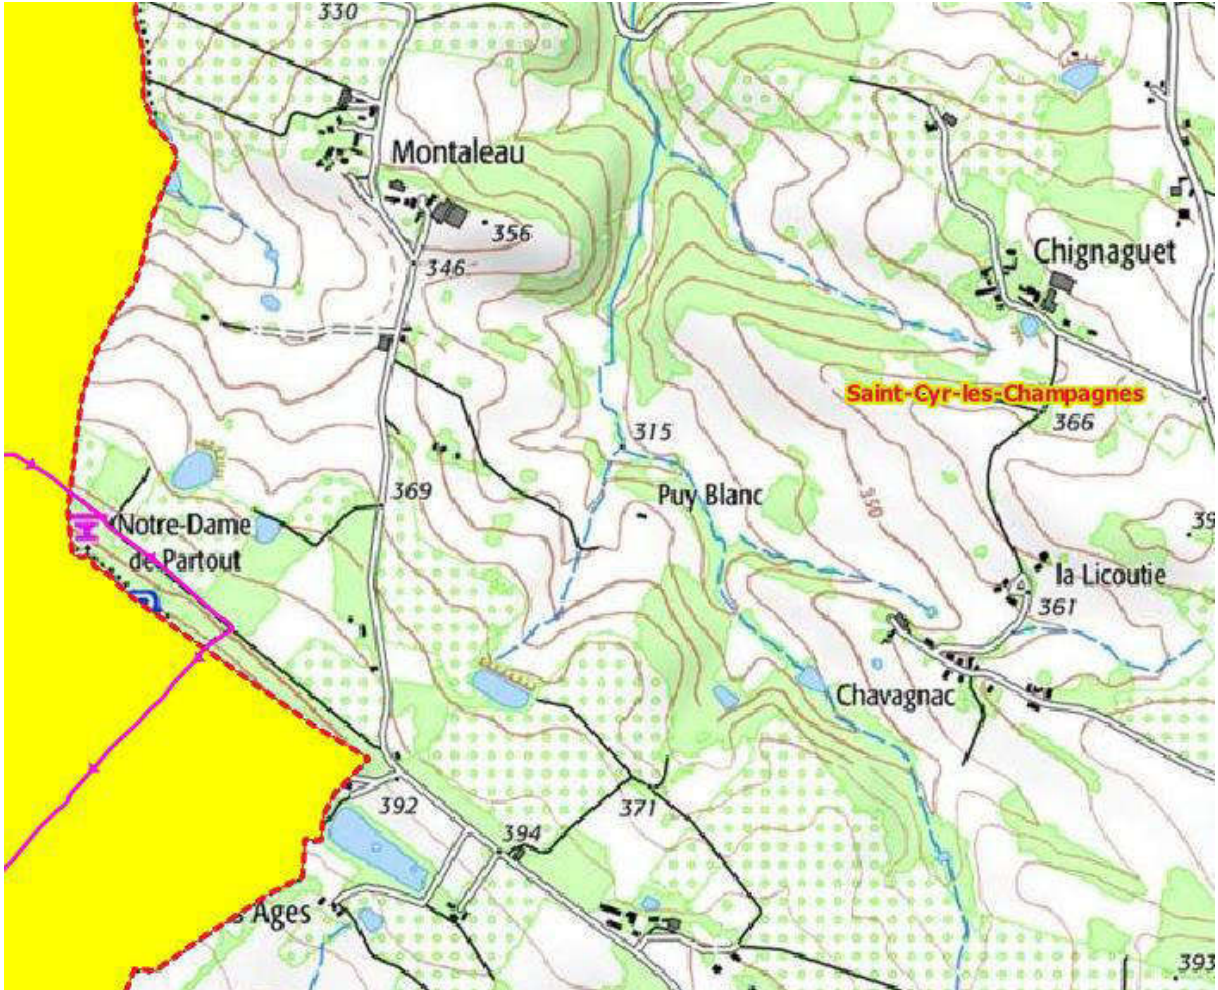 330
Montaleau
356
346
Chignaguet
Saint-Cyr-les-Champagnes
366
315
350
369
Puy Blanc
Notre-Dame
de Partout
la Licoutie
361
Chavagnac
392
371
394
Ages
393